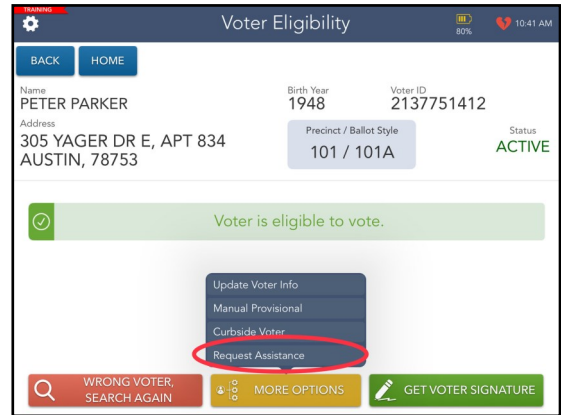 TRAINING
Voter Eligibility
80%
10:41 AM
BACK
HOME
Name
PETER PARKER
Birth Year
1948
Voter ID
2137751412
Address
305 YAGER DR E, APT 834
AUSTIN, 78753
Precinct / Ballot Style
101 / 101A
Status
ACTIVE
Voter is eligible to vote.
Update Voter Info
Manual Provisional
Curbside Voter
Request Assistance
WRONG VOTER,
SEARCH AGAIN
MORE OPTIONS
GET VOTER SIGNATURE